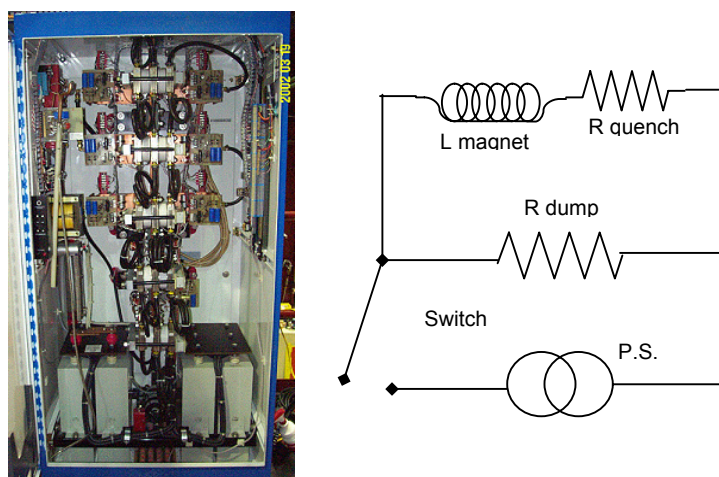 2002 03 19
L magnet
R quench
R dump
Switch
P.S.